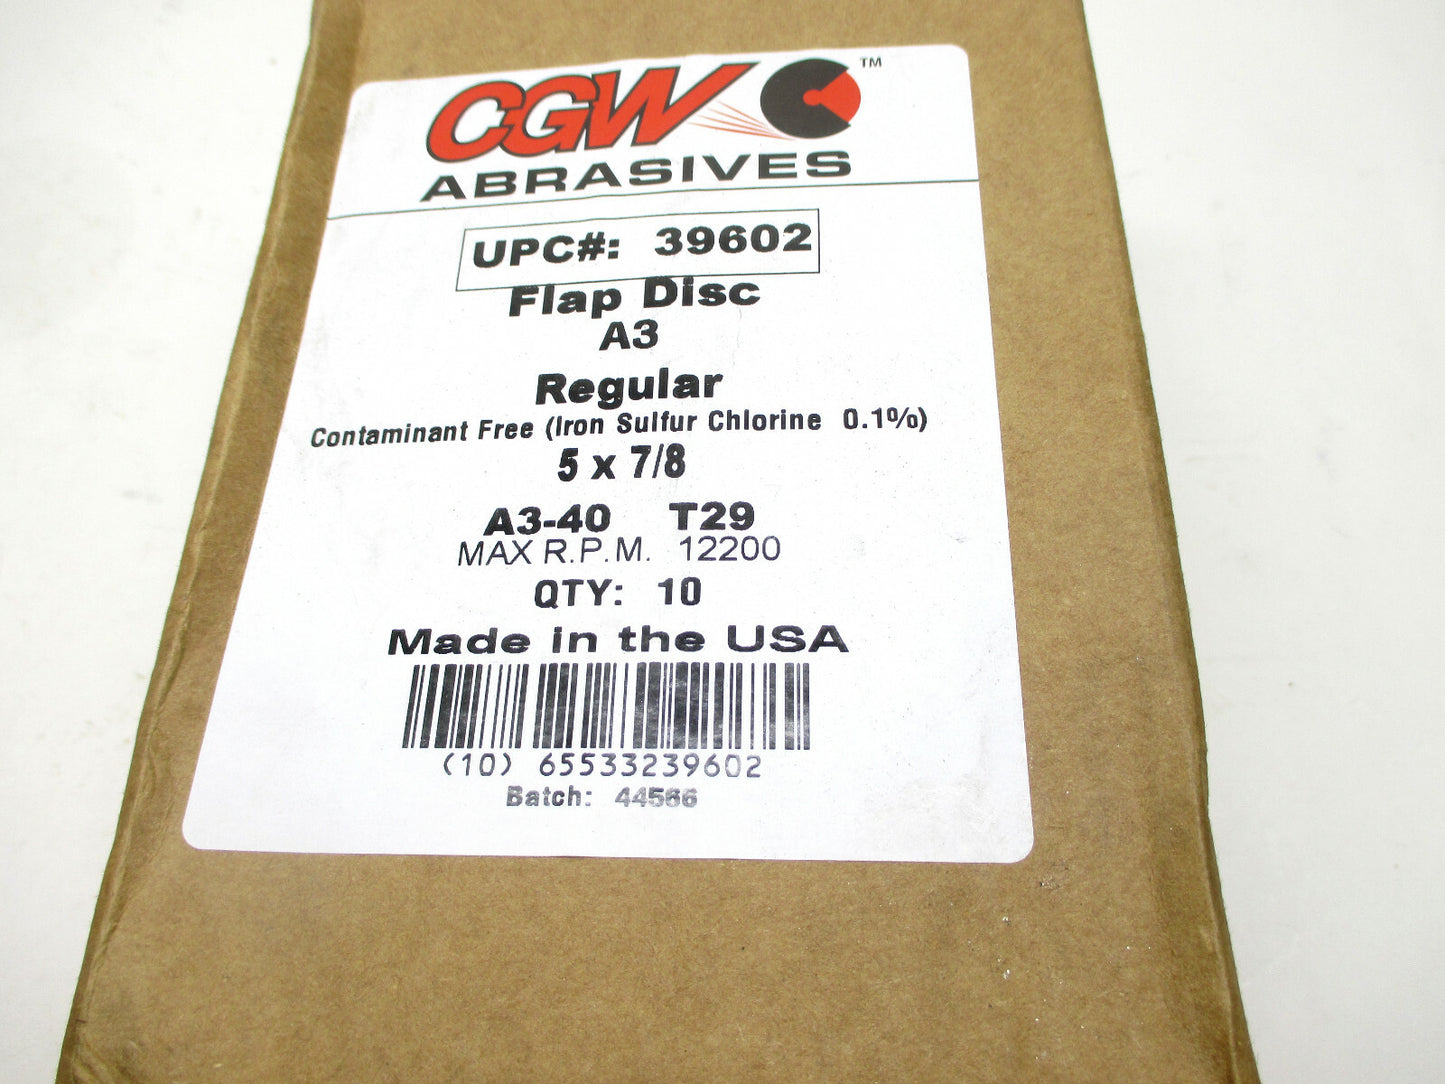 CGW
TM
ABRASIVES
UPC#: 39602
Flap Disc
A3
Regular
Contaminant Free (Iron Sulfur Chlorine 0.1%)
5 x 7/8
A3-40 T29
MAX R.P.M. 12200
QTY: 10
Made in the USA
(10) 65533239602
Batch: 44566